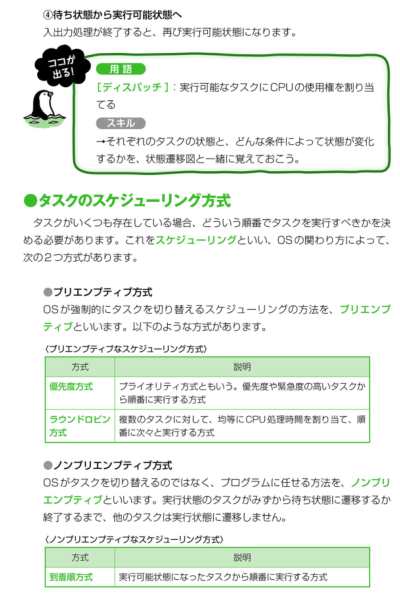 ④待ち状態から実行可能状態へ
入出力処理が終了すると、再び実行可能状態になります。
ココが
出る!
用語
[ディスパッチ]：実行可能なタスクにCPUの使用権を割り当
てる
スキル
→それぞれのタスクの状態と、どんな条件によって状態が変化
するかを、状態遷移図と一緒に覚えておこう。
●タスクのスケジューリング方式
タスクがいくつも存在している場合、どういう順番でタスクを実行すべきかを決
める必要があります。これをスケジューリングといい、OSの関わり方によって、
次の2つ方式があります。
●プリエンプティブ方式
OSが強制的にタスクを切り替えるスケジューリングの方法を、プリエンプ
ティブといいます。以下のような方式があります。
〈プリエンプティブなスケジューリング方式〉
方式 説明
優先度方式 プライオリティ方式ともいう。優先度や緊急度の高いタスクか
ら順番に実行する方式
ラウンドロビン 複数のタスクに対して、均等にCPU処理時間を割り当て、順
方式 番に次々と実行する方式
●ノンプリエンプティブ方式
OSがタスクを切り替えるのではなく、プログラムに任せる方法を、ノンプリ
エンプティブといいます。実行状態のタスクがみずから待ち状態に遷移するか
終了するまで、他のタスクは実行状態に遷移しません。
〈ノンプリエンプティブなスケジューリング方式〉
方式 説明
到着順方式 実行可能状態になったタスクから順番に実行する方式